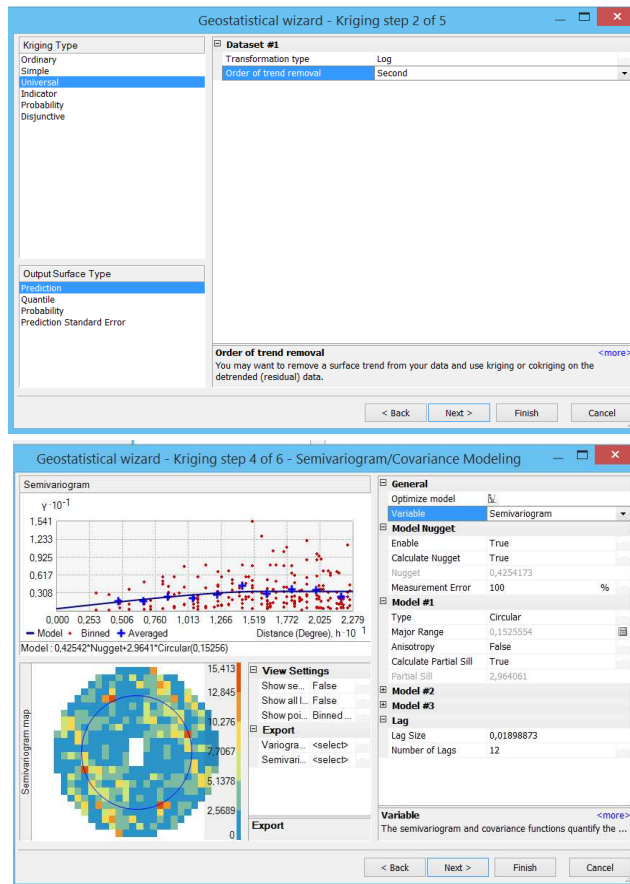 Geostatistical wizard - Kriging step 2 of 5
Kriging Type
Ordinary
Simple
Universal
Indicator
Probability
Disjunctive
Dataset #1
Transformation type Log
Order of trend removal Second
Output Surface Type
Prediction
Quantile
Probability
Prediction Standard Error
Order of trend removal <more>
You may want to remove a surface trend from your data and use kriging or cokriging on the
detrended (residual) data.
< Back Next > Finish Cancel
Geostatistical wizard - Kriging step 4 of 6 - Semivariogram/Covariance Modeling
Semivariogram
γ·10⁻¹
1,541
1,233
0,925
0,617
0,308
0,000 0,253 0,506 0,760 1,013 1,266 1,519 1,772 2,025 2,279
Model Binned Averaged Distance (Degree), h·10 1
Model : 0,42542*Nugget+2,9641*Circular(0,15256)
Semivariogram map
15,413
12,845
10,276
7,7067
5,1378
2,5689
0
View Settings
Show se... False
Show all l... False
Show poi... Binned ...
Export
Variogra... <select>
Semivari... <select>
Export
General
Optimize model
Variable Semivariogram
Model Nugget
Enable True
Calculate Nugget True
Nugget 0,4254173
Measurement Error 100 %
Model #1
Type Circular
Major Range 0,1525554
Anisotropy False
Calculate Partial Sill True
Partial Sill 2,964061
Model #2
Model #3
Lag
Lag Size 0,01898873
Number of Lags 12
Variable <more>
The semivariogram and covariance functions quantify the ...
< Back Next > Finish Cancel